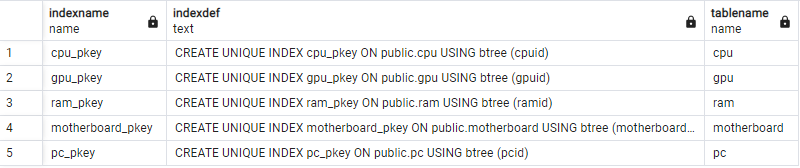 indexname indexdef tablename
name text name
1 cpu_pkey CREATE UNIQUE INDEX cpu_pkey ON public.cpu USING btree (cpuid) cpu
2 gpu_pkey CREATE UNIQUE INDEX gpu_pkey ON public.gpu USING btree (gpuid) gpu
3 ram_pkey CREATE UNIQUE INDEX ram_pkey ON public.ram USING btree (ramid) ram
4 motherboard_pkey CREATE UNIQUE INDEX motherboard_pkey ON public.motherboard USING btree (motherboard... motherboard
5 pc_pkey CREATE UNIQUE INDEX pc_pkey ON public.pc USING btree (pcid) pc